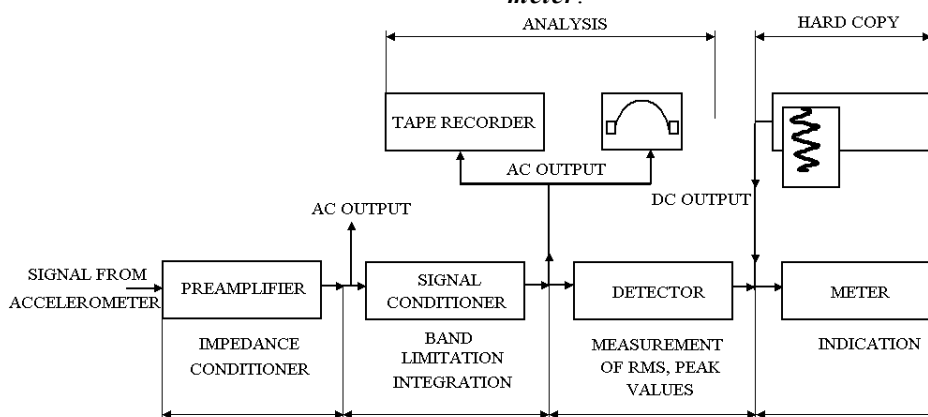 meter.
ANALYSIS
HARD COPY
TAPE RECORDER
AC OUTPUT
DC OUTPUT
AC OUTPUT
SIGNAL FROM
ACCELEROMETER
PREAMPLIFIER
SIGNAL
CONDITIONER
DETECTOR
METER
IMPEDANCE
CONDITIONER
BAND
LIMITATION
INTEGRATION
MEASUREMENT
OF RMS, PEAK
VALUES
INDICATION